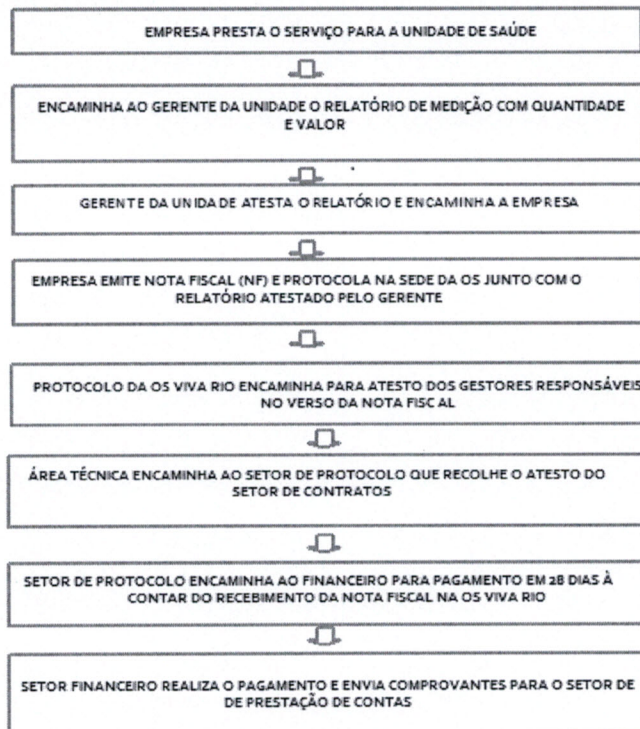 EMPRESA PRESTA O SERVIÇO PARA A UNIDADE DE SAÚDE
ENCAMINHA AO GERENTE DA UNIDADE O RELATÓRIO DE MEDIÇÃO COM QUANTIDADE
E VALOR
GERENTE DA UNIDADE ATESTA O RELATÓRIO E ENCAMINHA A EMPRESA
EMPRESA EMITE NOTA FISCAL (NF) E PROTOCOLA NA SEDE DA OS JUNTO COM O
RELATÓRIO ATESTADO PELO GERENTE
PROTOCOLO DA OS VIVA RIO ENCAMINHA PARA ATESTO DOS GESTORES RESPONSÁVEIS
NO VERSO DA NOTA FISCAL
ÁREA TÉCNICA ENCAMINHA AO SETOR DE PROTOCOLO QUE RECOLHE O ATESTO DO
SETOR DE CONTRATOS
SETOR DE PROTOCOLO ENCAMINHA AO FINANCEIRO PARA PAGAMENTO EM 28 DIAS À
CONTAR DO RECEBIMENTO DA NOTA FISCAL NA OS VIVA RIO
SETOR FINANCEIRO REALIZA O PAGAMENTO E ENVIA COMPROVANTES PARA O SETOR DE
DE PRESTAÇÃO DE CONTAS